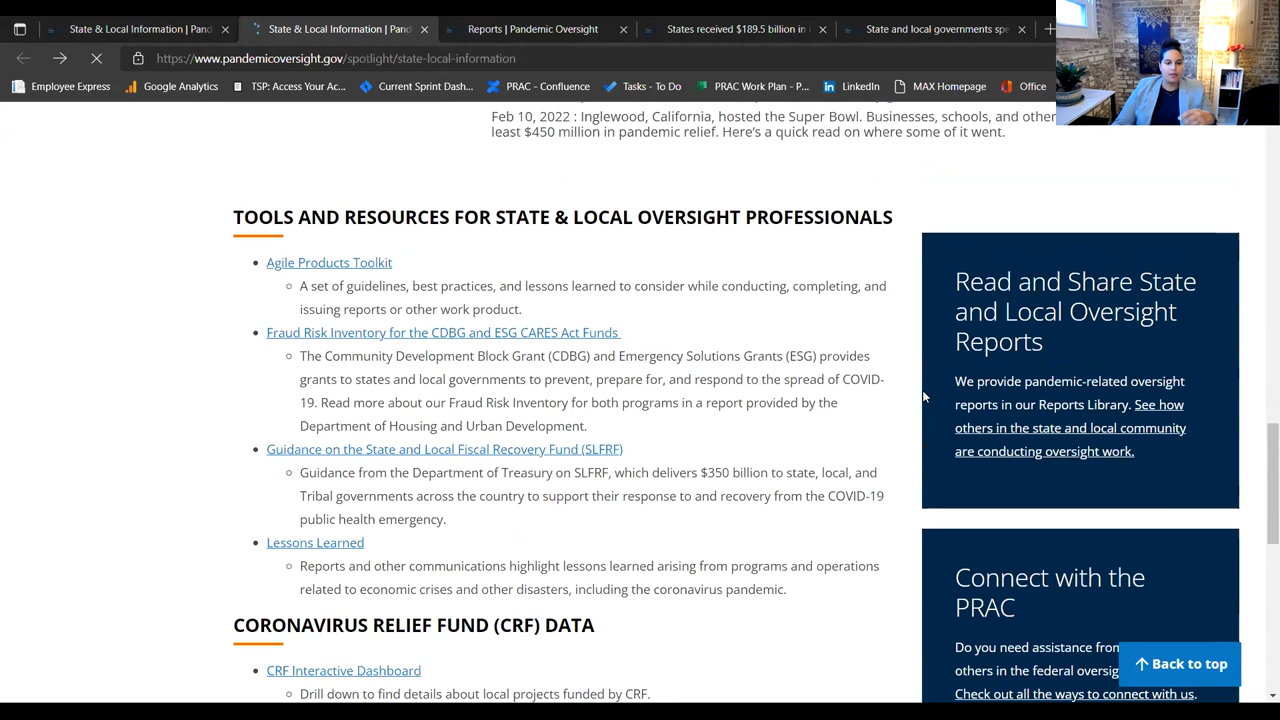 State & Local Information | Pand
State & Local Information | Pand
Reports | Pandemic Oversight
States received $189.5 billion in
State and local governments spe
https://www.pandemicoversight.gov/spotlight/state-local-information
Employee Express
Google Analytics
TSP: Access Your Ac...
Current Sprint Dash...
PRAC - Confluence
Tasks - To Do
PRAC Work Plan - P...
LinkedIn
MAX Homepage
Office
Feb 10, 2022 : Inglewood, California, hosted the Super Bowl. Businesses, schools, and othe
least $450 million in pandemic relief. Here's a quick read on where some of it went.
TOOLS AND RESOURCES FOR STATE & LOCAL OVERSIGHT PROFESSIONALS
Agile Products Toolkit
A set of guidelines, best practices, and lessons learned to consider while conducting, completing, and
issuing reports or other work product.
Fraud Risk Inventory for the CDBG and ESG CARES Act Funds
The Community Development Block Grant (CDBG) and Emergency Solutions Grants (ESG) provides
grants to states and local governments to prevent, prepare for, and respond to the spread of COVID-
19. Read more about our Fraud Risk Inventory for both programs in a report provided by the
Department of Housing and Urban Development.
Guidance on the State and Local Fiscal Recovery Fund (SLFRF)
Guidance from the Department of Treasury on SLFRF, which delivers $350 billion to state, local, and
Tribal governments across the country to support their response to and recovery from the COVID-19
public health emergency.
Lessons Learned
Reports and other communications highlight lessons learned arising from programs and operations
related to economic crises and other disasters, including the coronavirus pandemic.
CORONAVIRUS RELIEF FUND (CRF) DATA
CRF Interactive Dashboard
Drill down to find details about local projects funded by CRF.
Read and Share State
and Local Oversight
Reports
We provide pandemic-related oversight
reports in our Reports Library. See how
others in the state and local community
are conducting oversight work.
Connect with the
PRAC
Do you need assistance from
others in the federal oversig
Check out all the ways to connect with us.
Back to top